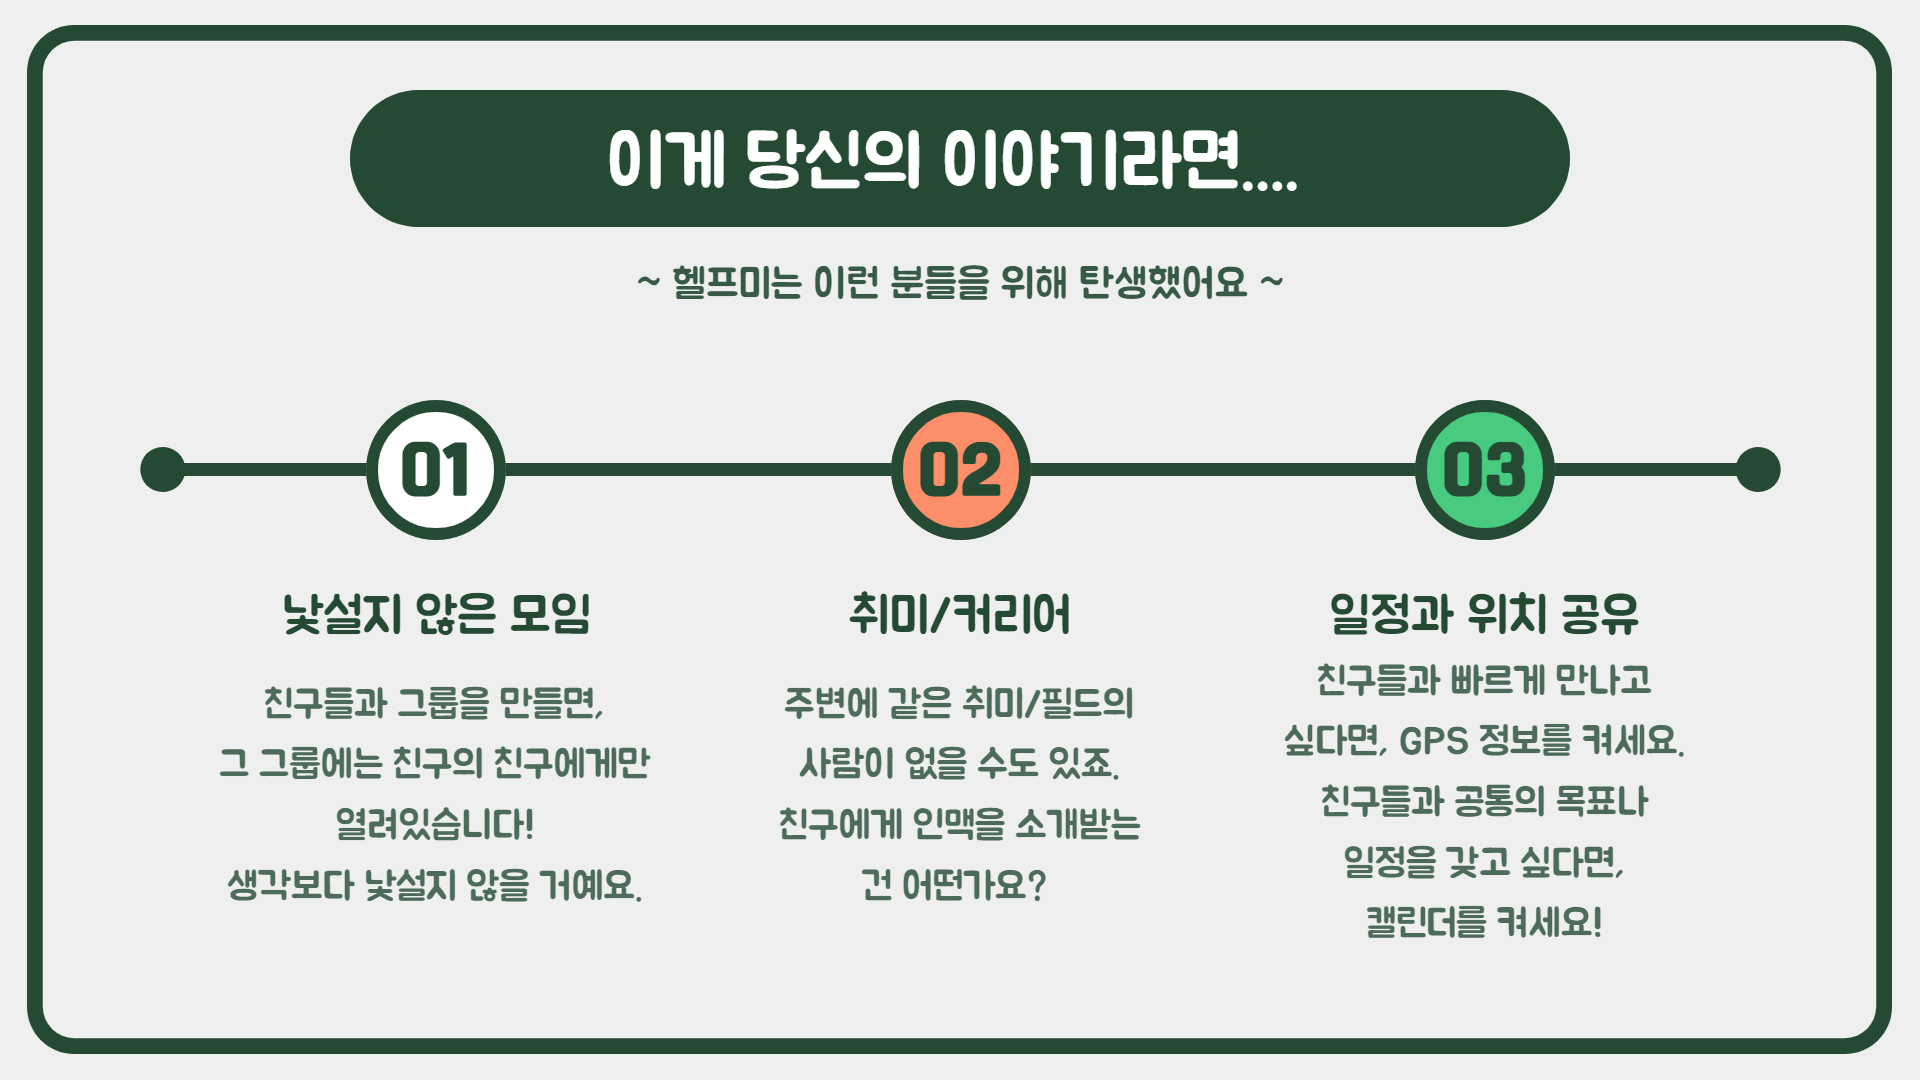 이게 당신의 이야기라면....
~ 헬프미는 이런 분들을 위해 탄생했어요 ~
01
02
03
낯설지 않은 모임
친구들과 그룹을 만들면,
그 그룹에는 친구의 친구에게만
열려있습니다!
생각보다 낯설지 않을 거예요.
취미/커리어
주변에 같은 취미/필드의
사람이 없을 수도 있죠.
친구에게 인맥을 소개받는
건 어떤가요?
일정과 위치 공유
친구들과 빠르게 만나고
싶다면, GPS 정보를 켜세요.
친구들과 공통의 목표나
일정을 갖고 싶다면,
캘린더를 켜세요!